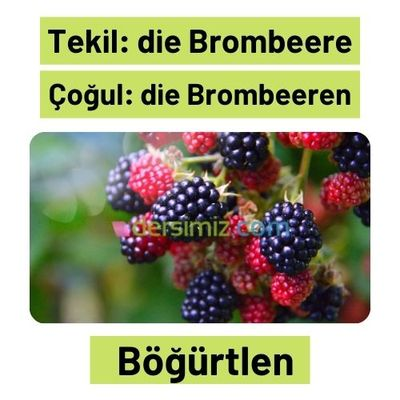 Tekil: die Brombeere
Çoğul: die Brombeeren
dersimiz.com
Böğürtlen